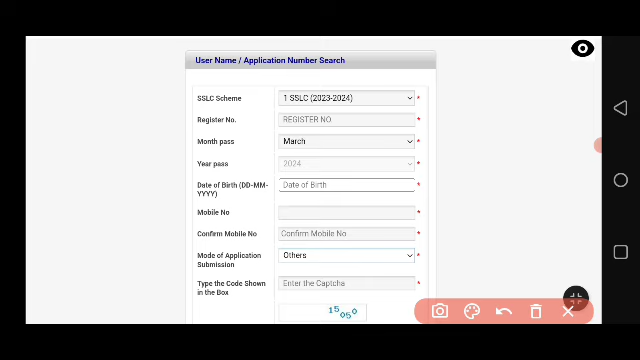 User Name / Application Number Search
SSLC Scheme 1 SSLC (2023-2024) *
Register No. REGISTER NO. *
Month pass March *
Year pass 2024 *
Date of Birth (DD-MM-YYYY) Date of Birth *
Mobile No *
Confirm Mobile No Confirm Mobile No *
Mode of Application Submission Others *
Type the Code Shown in the Box Enter the Captcha *
15050